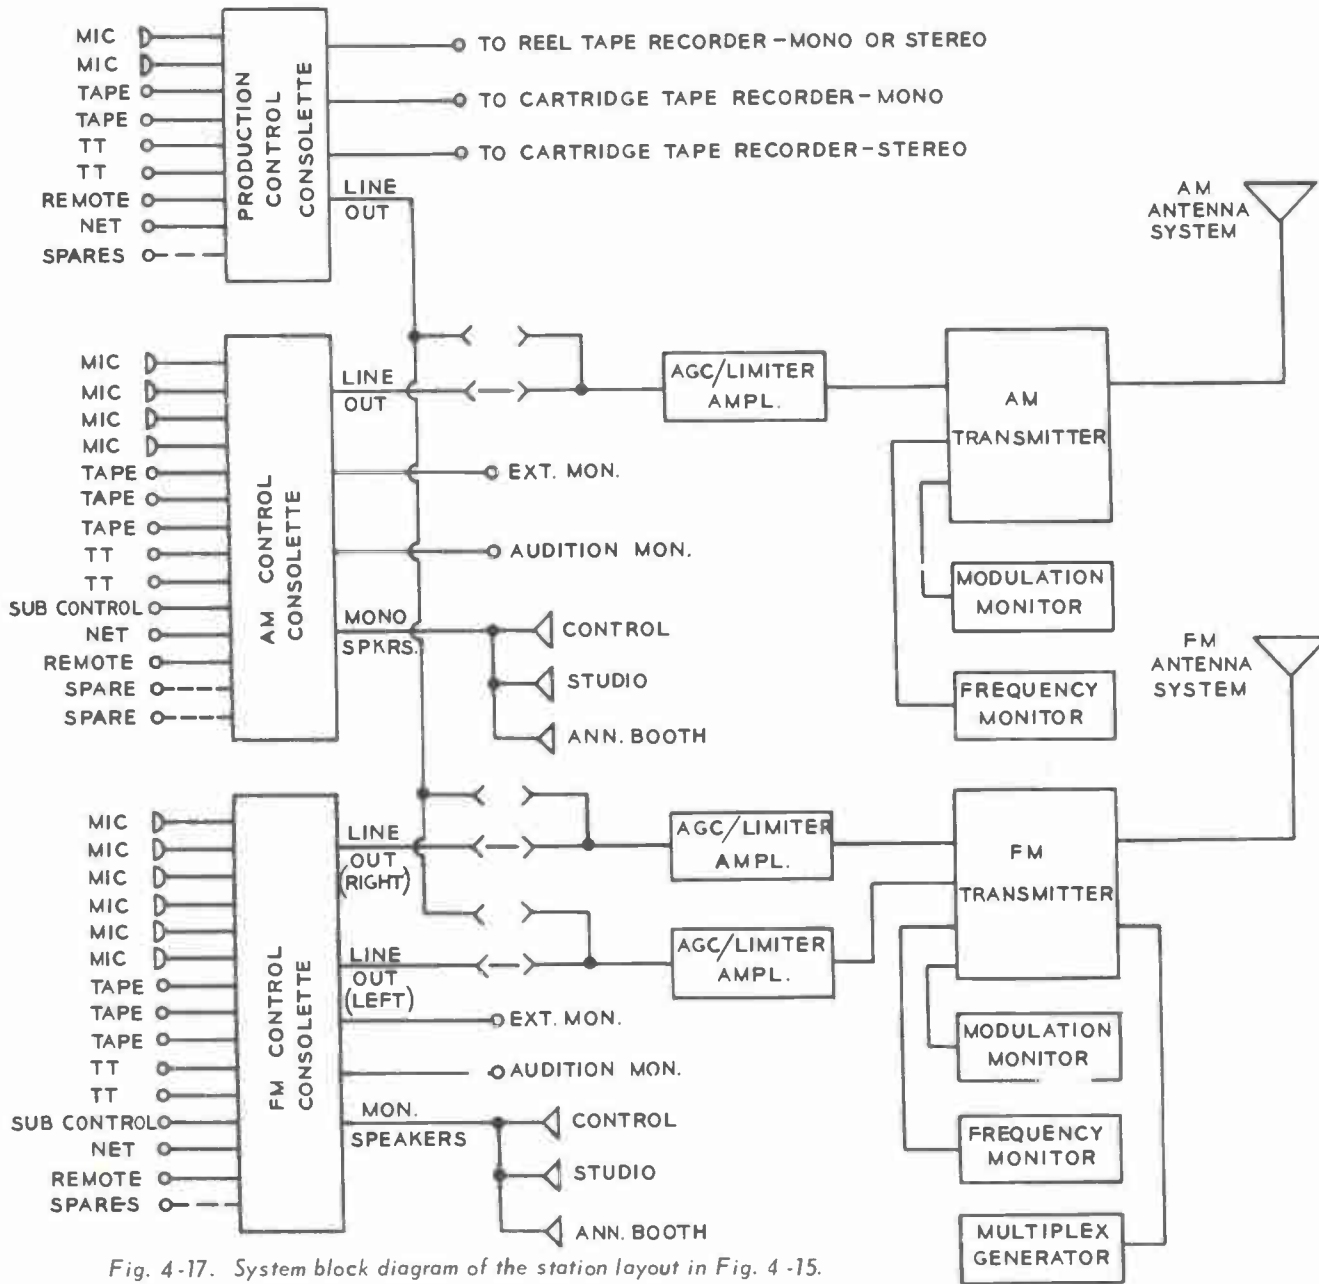 MIC
MIC
TAPE
TAPE
TT
TT
REMOTE
NET
SPARES
PRODUCTION
CONTROL
CONSOLETTE
TO REEL TAPE RECORDER-MONO OR STEREO
TO CARTRIDGE TAPE RECORDER-MONO
TO CARTRIDGE TAPE RECORDER-STEREO
LINE
OUT
AM
ANTENNA
SYSTEM
MIC
MIC
MIC
MIC
TAPE
TAPE
TAPE
TT
TT
SUB CONTROL
NET
REMOTE
SPARE
SPARE
AM CONTROL
CONSOLETTE
LINE
OUT
EXT. MON.
AUDITION MON.
MONO
SPKRS.
CONTROL
STUDIO
ANN. BOOTH
AGC/LIMITER
AMPL.
AM
TRANSMITTER
MODULATION
MONITOR
FREQUENCY
MONITOR
FM
ANTENNA
SYSTEM
MIC
MIC
MIC
MIC
MIC
MIC
TAPE
TAPE
TAPE
TT
TT
SUB CONTROL
NET
REMOTE
SPARES
FM CONTROL
CONSOLETTE
LINE
OUT
(RIGHT)
LINE
OUT
(LEFT)
EXT. MON.
AUDITION MON.
MON.
SPEAKERS
CONTROL
STUDIO
ANN. BOOTH
AGC/LIMITER
AMPL.
AGC/LIMITER
AMPL.
FM
TRANSMITTER
MODULATION
MONITOR
FREQUENCY
MONITOR
MULTIPLEX
GENERATOR
Fig. 4-17. System block diagram of the station layout in Fig. 4-15.